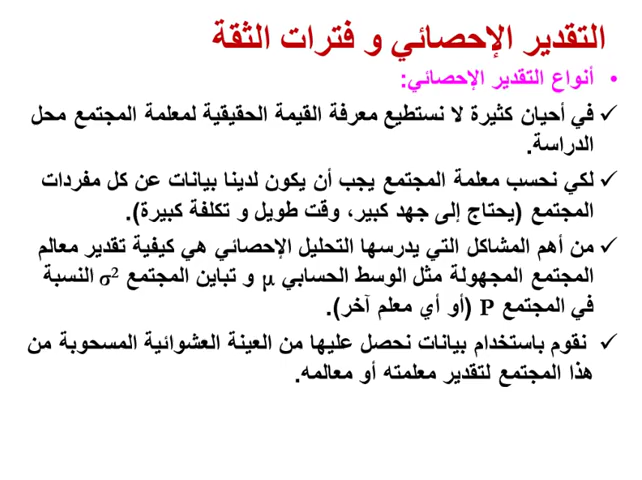 التقدير الإحصائي و فترات الثقة
• أنواع التقدير الإحصائي:
✓ في أحيان كثيرة لا نستطيع معرفة القيمة الحقيقية لمعلمة المجتمع محل
الدراسة.
✓ لكي نحسب معلمة المجتمع يجب أن يكون لدينا بيانات عن كل مفردات
المجتمع (يحتاج إلى جهد كبير، وقت طويل و تكلفة كبيرة).
✓ من أهم المشاكل التي يدرسها التحليل الإحصائي هي كيفية تقدير معالم
المجتمع المجهولة مثل الوسط الحسابي μ و تباين المجتمع σ² النسبة
في المجتمع P (أو أي معلم آخر).
✓ نقوم باستخدام بيانات نحصل عليها من العينة العشوائية المسحوبة من
هذا المجتمع لتقدير معلمته أو معالمه.